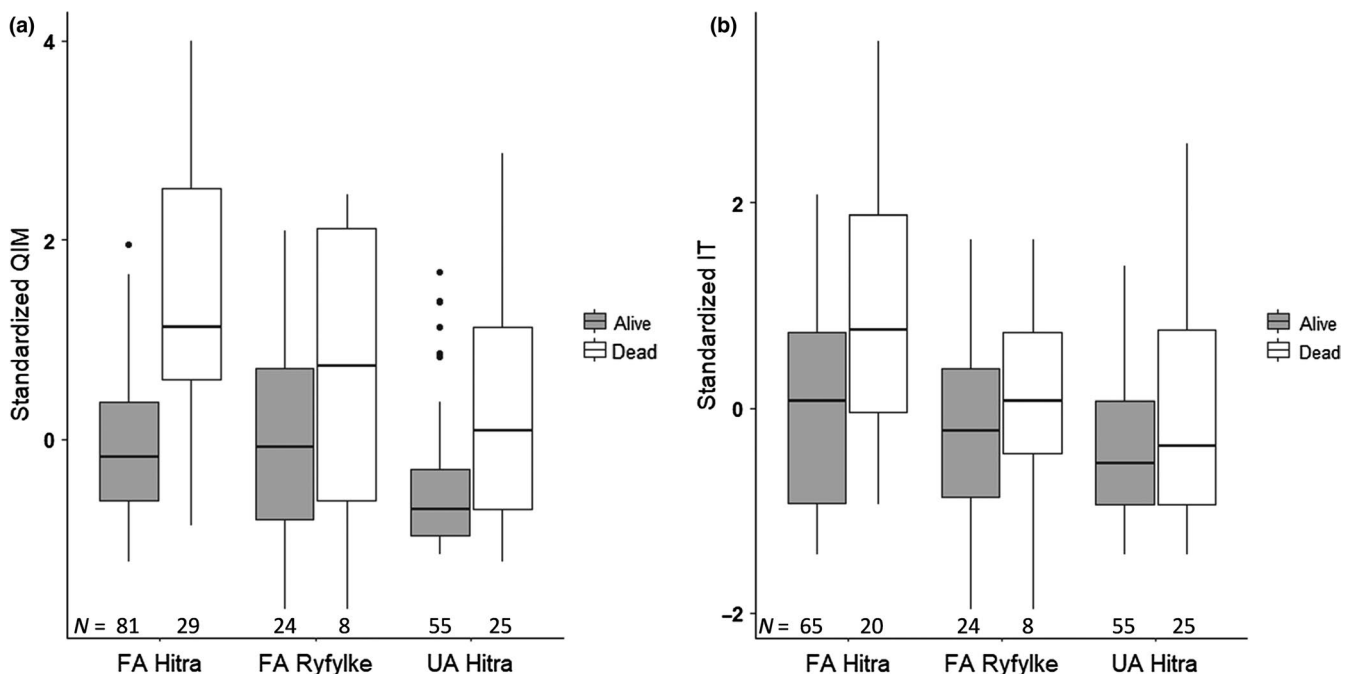 (a)
Standardized QIM
4
2
0
N = 81 29 24 8 55 25
FA Hitra FA Ryfylke UA Hitra
Alive
Dead
(b)
Standardized IT
2
0
−2
N = 65 20 24 8 55 25
FA Hitra FA Ryfylke UA Hitra
Alive
Dead